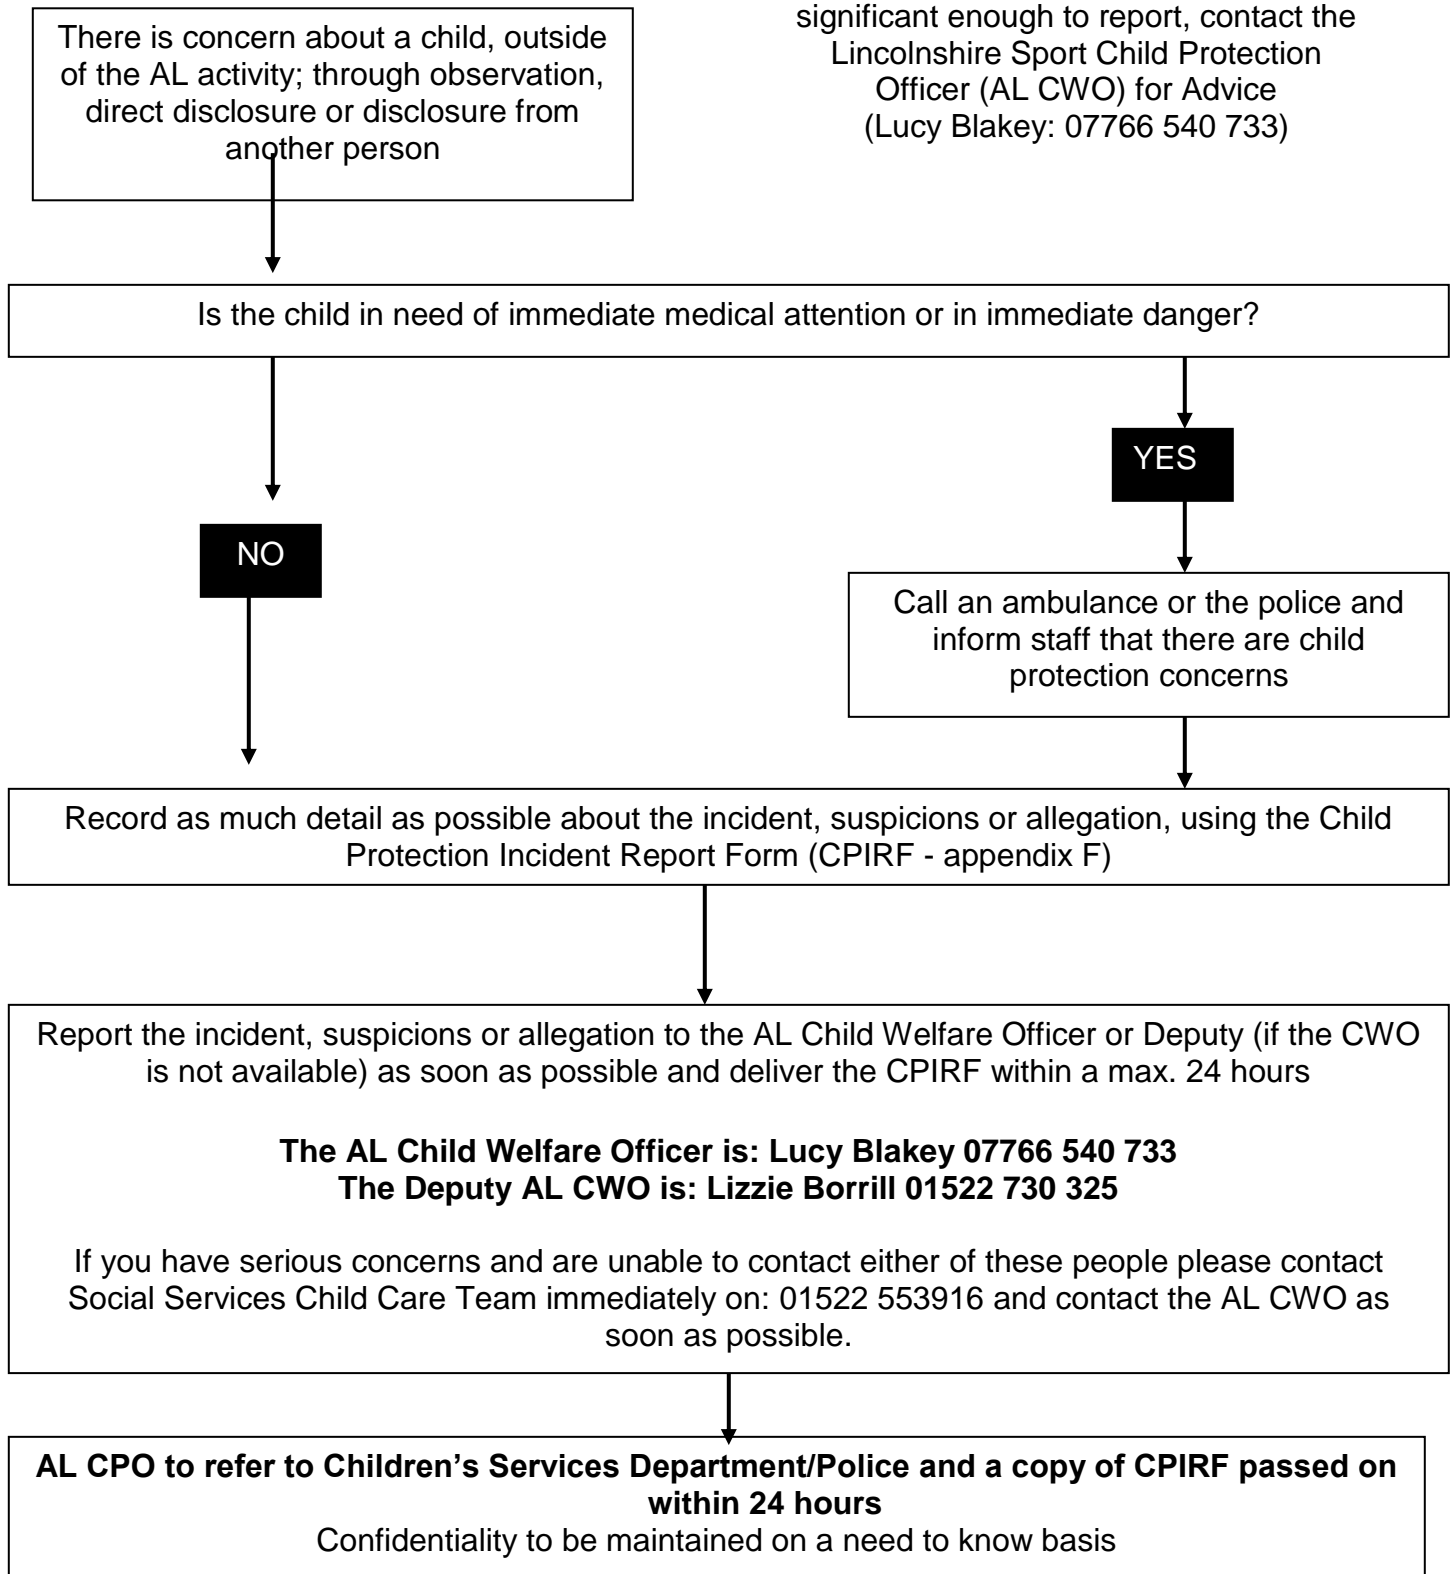 There is concern about a child, outside
of the AL activity; through observation,
direct disclosure or disclosure from
another person
significant enough to report, contact the
Lincolnshire Sport Child Protection
Officer (AL CWO) for Advice
(Lucy Blakey: 07766 540 733)
Is the child in need of immediate medical attention or in immediate danger?
YES
NO
Call an ambulance or the police and
inform staff that there are child
protection concerns
Record as much detail as possible about the incident, suspicions or allegation, using the Child
Protection Incident Report Form (CPIRF - appendix F)
Report the incident, suspicions or allegation to the AL Child Welfare Officer or Deputy (if the CWO
is not available) as soon as possible and deliver the CPIRF within a max. 24 hours
The AL Child Welfare Officer is: Lucy Blakey 07766 540 733
The Deputy AL CWO is: Lizzie Borrill 01522 730 325
If you have serious concerns and are unable to contact either of these people please contact
Social Services Child Care Team immediately on: 01522 553916 and contact the AL CWO as
soon as possible.
AL CPO to refer to Children's Services Department/Police and a copy of CPIRF passed on
within 24 hours
Confidentiality to be maintained on a need to know basis